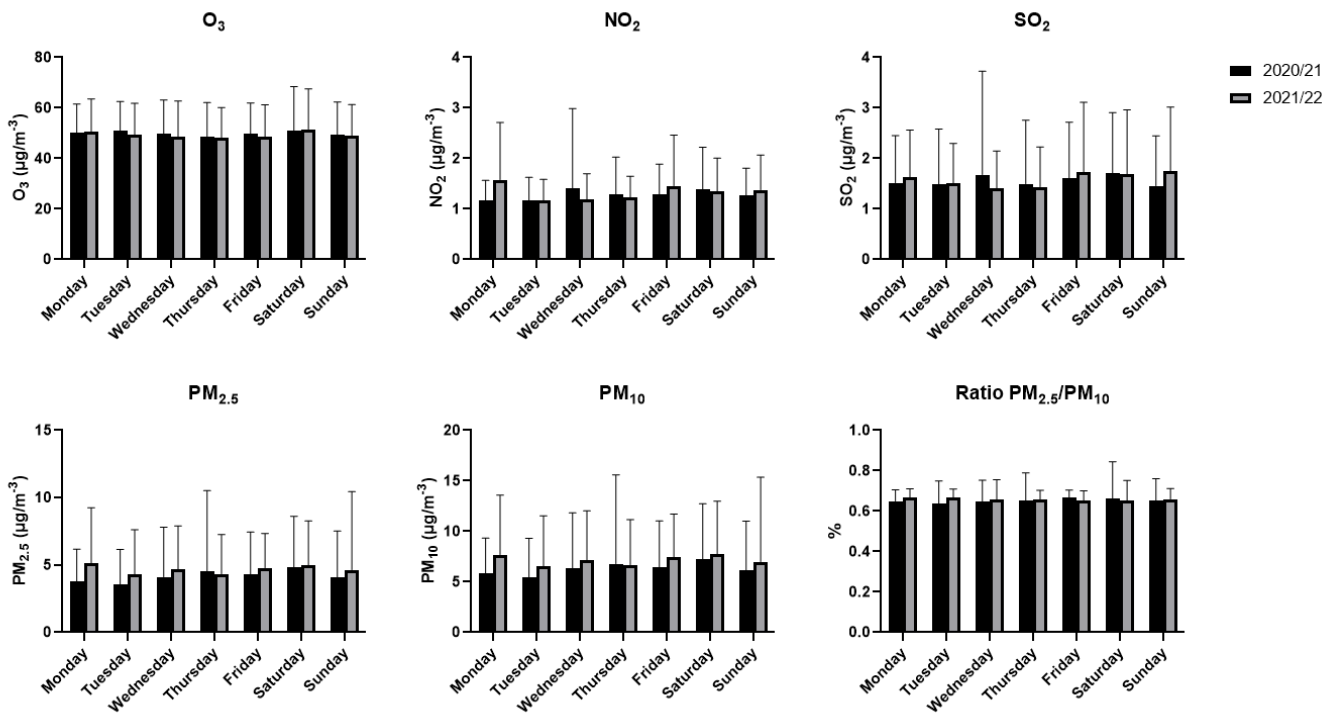 O₃
O₃ (µg/m⁻³)
80
60
40
20
0
Monday
Tuesday
Wednesday
Thursday
Friday
Saturday
Sunday
NO₂
NO₂ (µg/m⁻³)
4
3
2
1
0
Monday
Tuesday
Wednesday
Thursday
Friday
Saturday
Sunday
SO₂
SO₂ (µg/m⁻³)
4
3
2
1
0
Monday
Tuesday
Wednesday
Thursday
Friday
Saturday
Sunday
2020/21
2021/22
PM₂.₅
PM₂.₅ (µg/m⁻³)
15
10
5
0
Monday
Tuesday
Wednesday
Thursday
Friday
Saturday
Sunday
PM₁₀
PM₁₀ (µg/m⁻³)
20
15
10
5
0
Monday
Tuesday
Wednesday
Thursday
Friday
Saturday
Sunday
Ratio PM₂.₅/PM₁₀
%
1.0
0.8
0.6
0.4
0.2
0.0
Monday
Tuesday
Wednesday
Thursday
Friday
Saturday
Sunday